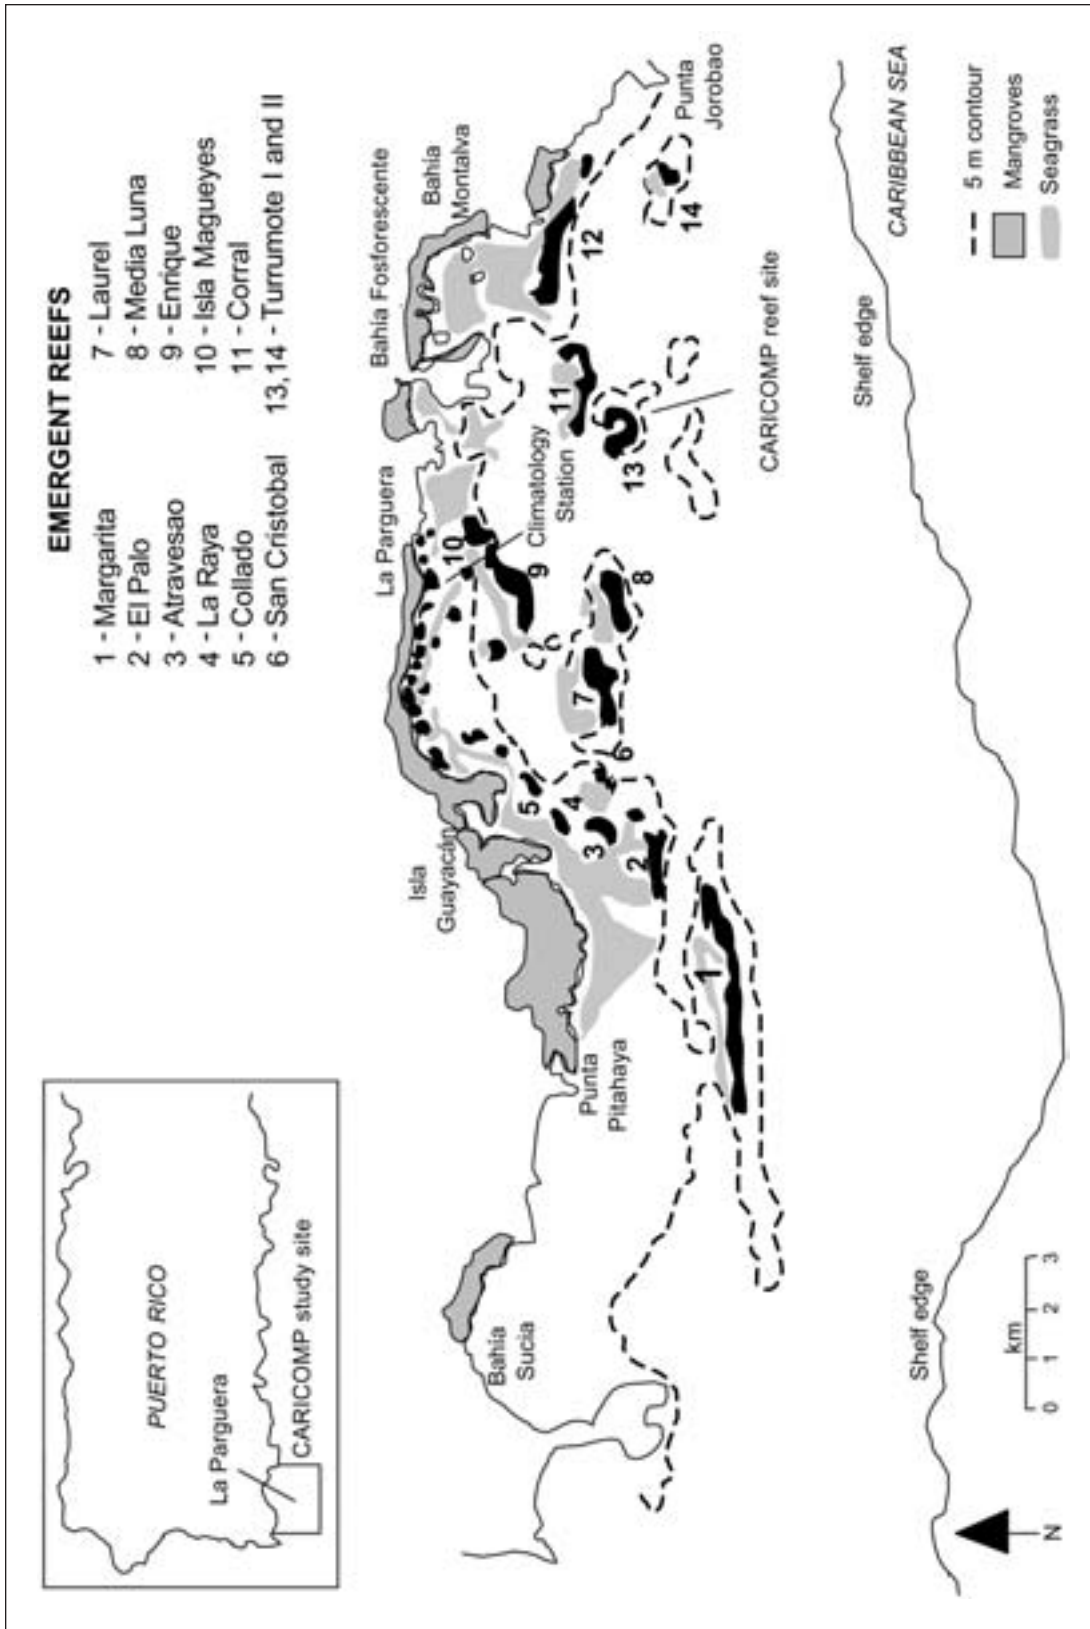 PUERTO RICO
La Parguera
CARICOMP study site
EMERGENT REEFS
1 - Margarita
2 - El Palo
3 - Atravesao
4 - La Raya
5 - Collado
6 - San Cristobal
7 - Laurel
8 - Media Luna
9 - Enrique
10 - Isla Magueyes
11 - Corral
13,14 - Turrumote I and II
Bahia
Sucia
Punta
Pitahaya
Isla
Guayacán
La Parguera
Bahia Fosforescente
Bahia
Montalva
Punta
Jorobao
Climatology
Station
CARICOMP reef site
1
2
3
4
5
6
7
8
9
10
11
12
13
14
Shelf edge
Shelf edge
CARIBBEAN SEA
N
km
0 1 2 3
5 m contour
Mangroves
Seagrass